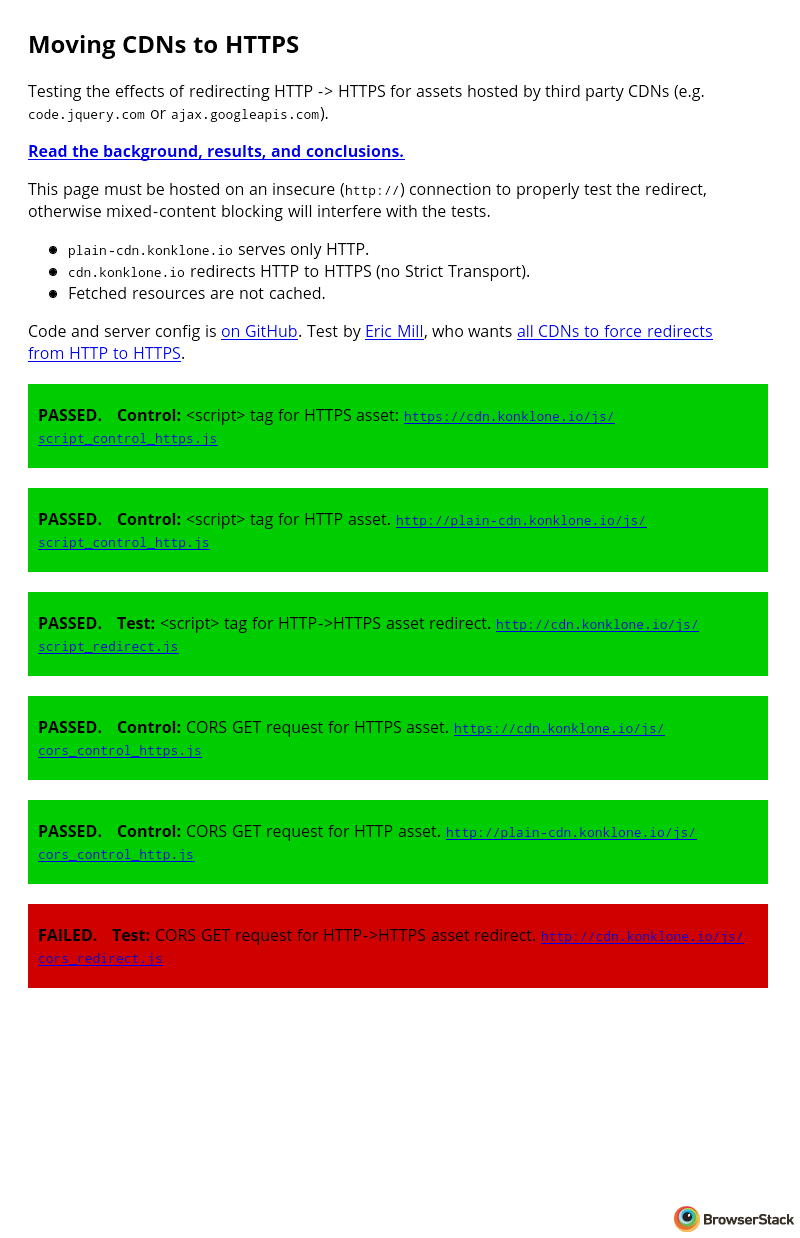 Moving CDNs to HTTPS
Testing the effects of redirecting HTTP -> HTTPS for assets hosted by third party CDNs (e.g.
code.jquery.com or ajax.googleapis.com).
Read the background, results, and conclusions.
This page must be hosted on an insecure (http://) connection to properly test the redirect,
otherwise mixed-content blocking will interfere with the tests.
plain-cdn.konklone.io serves only HTTP.
cdn.konklone.io redirects HTTP to HTTPS (no Strict Transport).
Fetched resources are not cached.
Code and server config is on GitHub. Test by Eric Mill, who wants all CDNs to force redirects
from HTTP to HTTPS.
PASSED. Control: <script> tag for HTTPS asset: https://cdn.konklone.io/js/
script_control_https.js
PASSED. Control: <script> tag for HTTP asset. http://plain-cdn.konklone.io/js/
script_control_http.js
PASSED. Test: <script> tag for HTTP->HTTPS asset redirect. http://cdn.konklone.io/js/
script_redirect.js
PASSED. Control: CORS GET request for HTTPS asset. https://cdn.konklone.io/js/
cors_control_https.js
PASSED. Control: CORS GET request for HTTP asset. http://plain-cdn.konklone.io/js/
cors_control_http.js
FAILED. Test: CORS GET request for HTTP->HTTPS asset redirect. http://cdn.konklone.io/js/
cors_redirect.js
BrowserStack